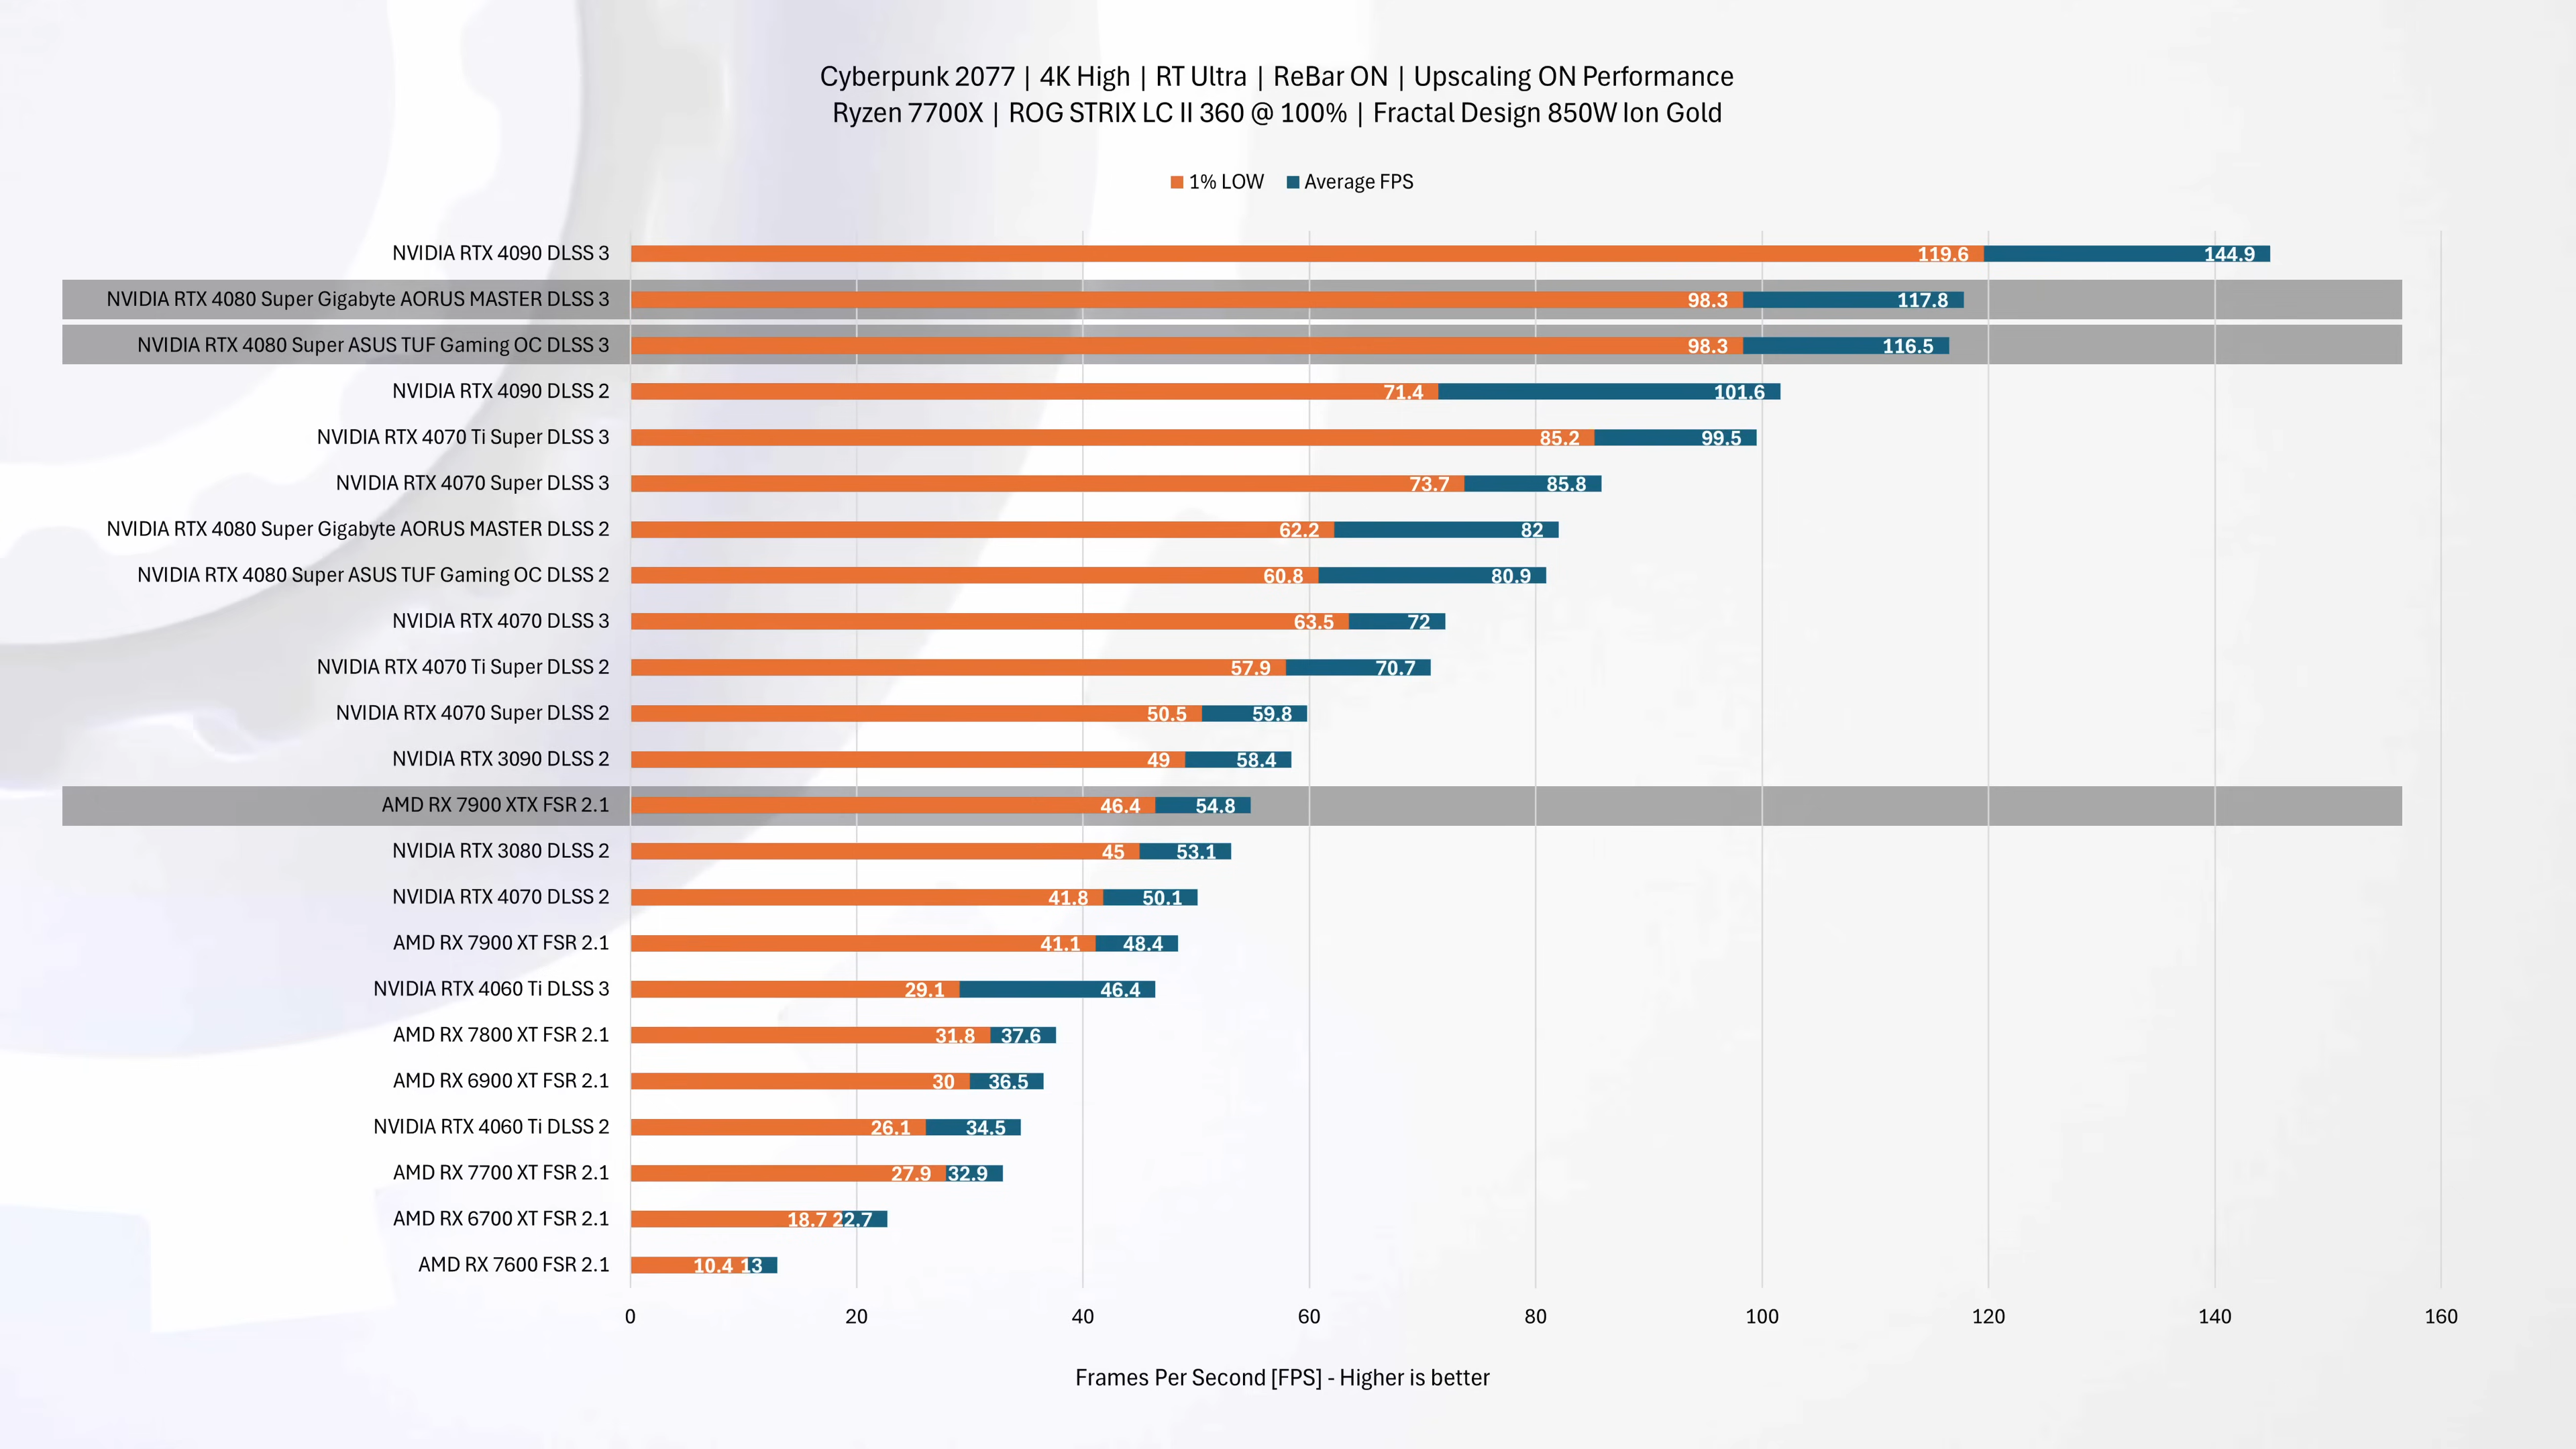 Cyberpunk 2077 | 4K High | RT Ultra | ReBar ON | Upscaling ON Performance
Ryzen 7700X | ROG STRIX LC II 360 @ 100% | Fractal Design 850W Ion Gold
1% LOW Average FPS
NVIDIA RTX 4090 DLSS 3 119.6 144.9
NVIDIA RTX 4080 Super Gigabyte AORUS MASTER DLSS 3 98.3 117.8
NVIDIA RTX 4080 Super ASUS TUF Gaming OC DLSS 3 98.3 116.5
NVIDIA RTX 4090 DLSS 2 71.4 101.6
NVIDIA RTX 4070 Ti Super DLSS 3 85.2 99.5
NVIDIA RTX 4070 Super DLSS 3 73.7 85.8
NVIDIA RTX 4080 Super Gigabyte AORUS MASTER DLSS 2 62.2 82
NVIDIA RTX 4080 Super ASUS TUF Gaming OC DLSS 2 60.8 80.9
NVIDIA RTX 4070 DLSS 3 63.5 72
NVIDIA RTX 4070 Ti Super DLSS 2 57.9 70.7
NVIDIA RTX 4070 Super DLSS 2 50.5 59.8
NVIDIA RTX 3090 DLSS 2 49 58.4
AMD RX 7900 XTX FSR 2.1 46.4 54.8
NVIDIA RTX 3080 DLSS 2 45 53.1
NVIDIA RTX 4070 DLSS 2 41.8 50.1
AMD RX 7900 XT FSR 2.1 41.1 48.4
NVIDIA RTX 4060 Ti DLSS 3 29.1 46.4
AMD RX 7800 XT FSR 2.1 31.8 37.6
AMD RX 6900 XT FSR 2.1 30 36.5
NVIDIA RTX 4060 Ti DLSS 2 26.1 34.5
AMD RX 7700 XT FSR 2.1 27.9 32.9
AMD RX 6700 XT FSR 2.1 18.7 22.7
AMD RX 7600 FSR 2.1 10.4 13
0 20 40 60 80 100 120 140 160
Frames Per Second [FPS] - Higher is better